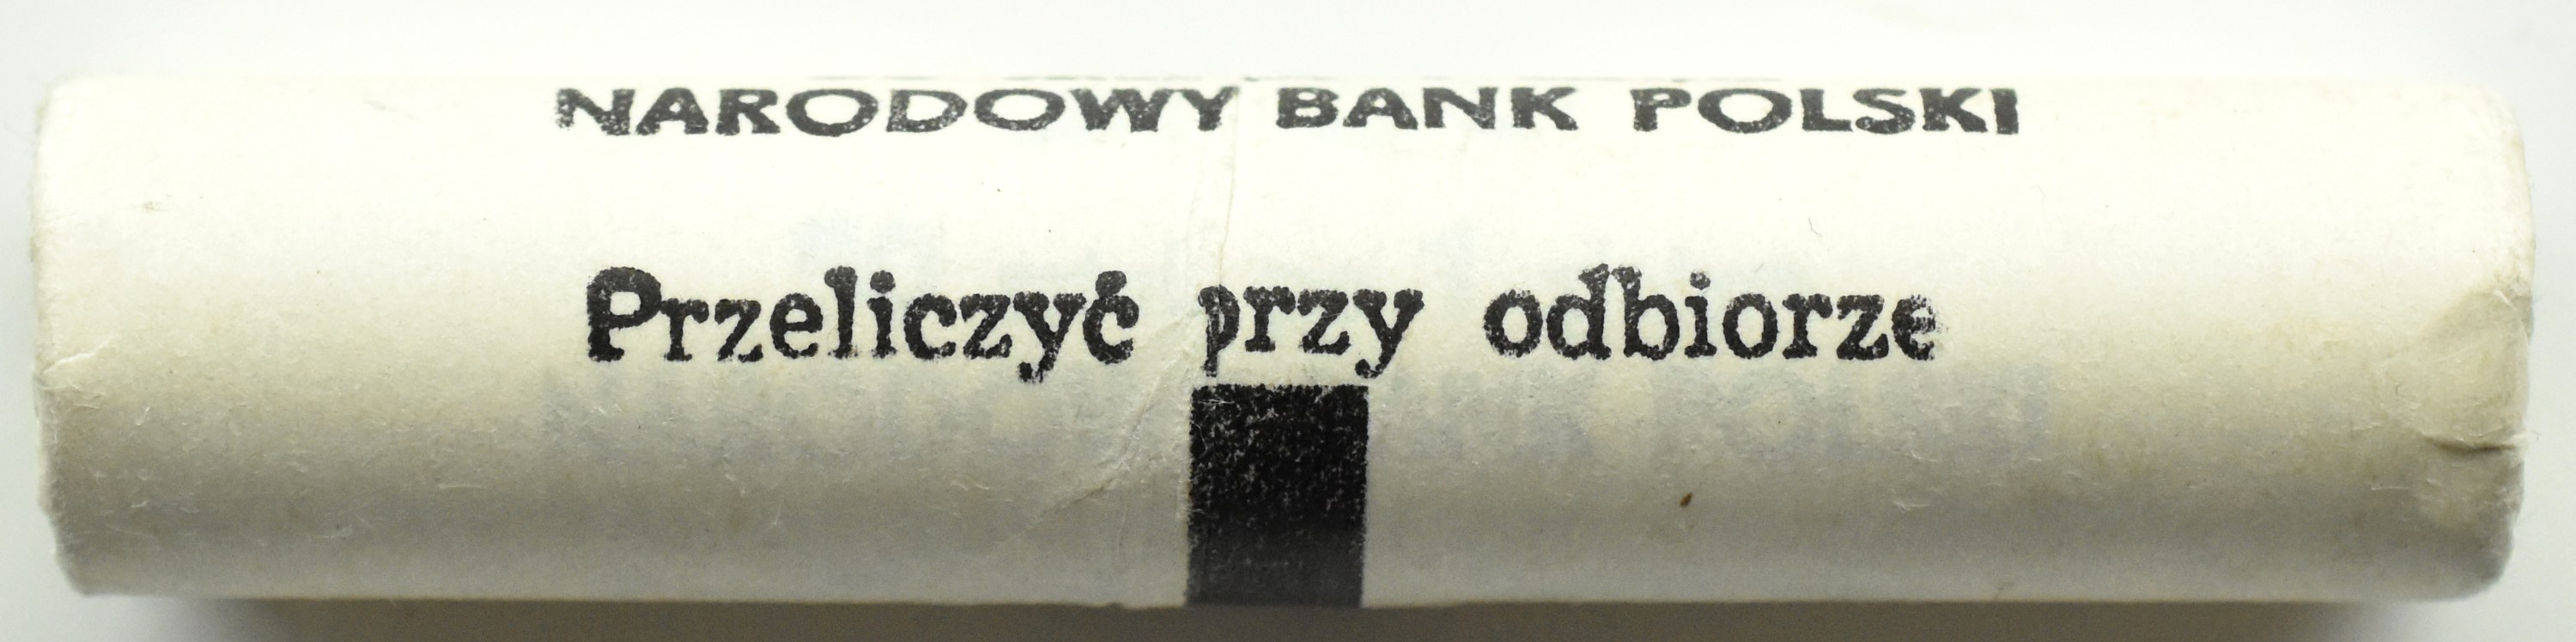 NARODOWY BANK POLSKI
Przeliczyć przy odbiorze